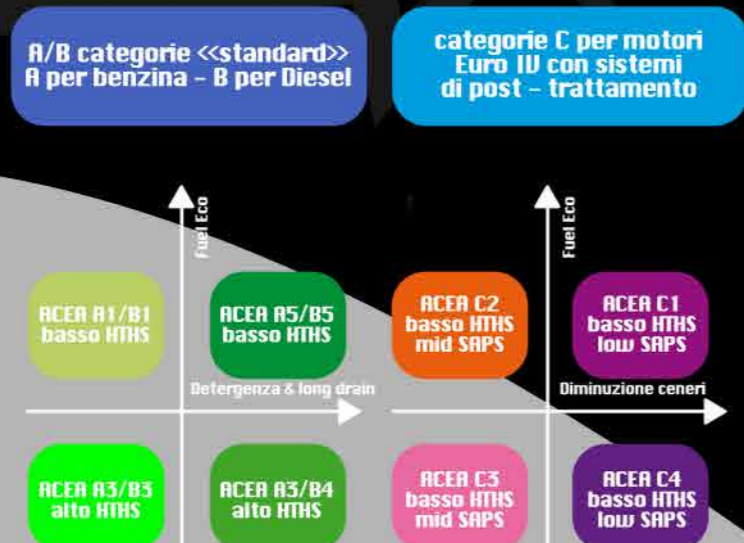 A/B categorie <<standard>>
A per benzina - B per Diesel
categorie C per motori
Euro IV con sistemi
di post - trattamento
Fuel Eco
Fuel Eco
ACEA A1/B1
basso HTHS
ACEA A5/B5
basso HTHS
ACEA C2
basso HTHS
mid SAPS
ACEA C1
basso HTHS
low SAPS
Detergenza & long drain
Diminuzione ceneri
ACEA A3/B3
alto HTHS
ACEA A3/B4
alto HTHS
ACEA C3
basso HTHS
mid SAPS
ACEA C4
basso HTHS
low SAPS